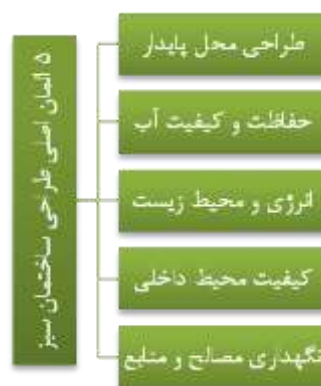 ۵ المان اصلی طراحی ساختمان سبز
طراحی محل پایدار
حفاظت و کیفیت آب
انرژی و محیط زیست
کیفیت محیط داخلی
نگهداری مصالح و منابع